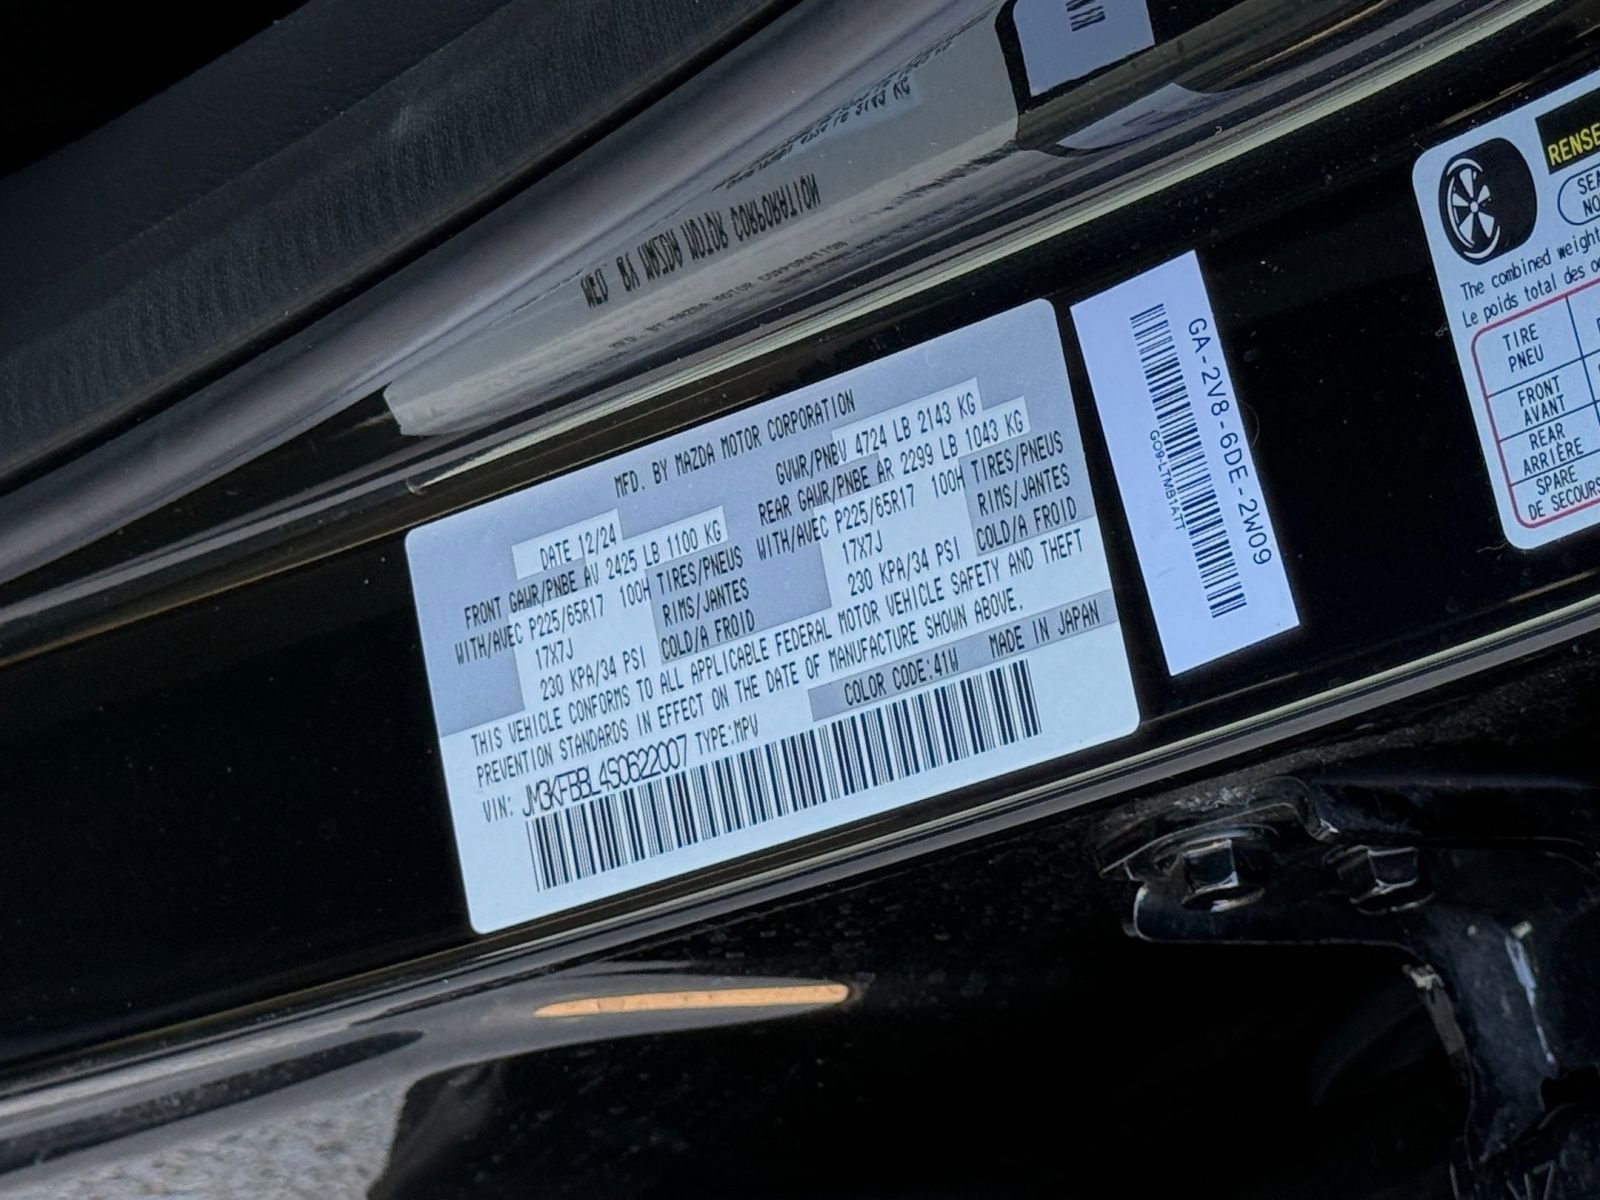 MFD. BY MAZDA MOTOR CORPORATION
DATE 12/24
GVWR/PNBV 4724 LB 2143 KG
FRONT GAWR/PNBE AV 2425 LB 1100 KG
REAR GAWR/PNBE AR 2299 LB 1043 KG
WITH/AVEC P225/65R17 100H TIRES/PNEUS
WITH/AVEC P225/65R17 100H TIRES/PNEUS
17X7J RIMS/JANTES
17X7J RIMS/JANTES
230 KPA/34 PSI COLD/A FROID
230 KPA/34 PSI COLD/A FROID
THIS VEHICLE CONFORMS TO ALL APPLICABLE FEDERAL MOTOR VEHICLE SAFETY AND THEFT
PREVENTION STANDARDS IN EFFECT ON THE DATE OF MANUFACTURE SHOWN ABOVE.
VIN: JM3KFBBL4S0622007 TYPE:MPV
COLOR CODE:41W MADE IN JAPAN
GA-2V8-6DE-2W09
G09-LTMB1ATT
The combined weight
Le poids total des
TIRE
PNEU
FRONT
AVANT
REAR
ARRIÈRE
SPARE
DE SECOURS